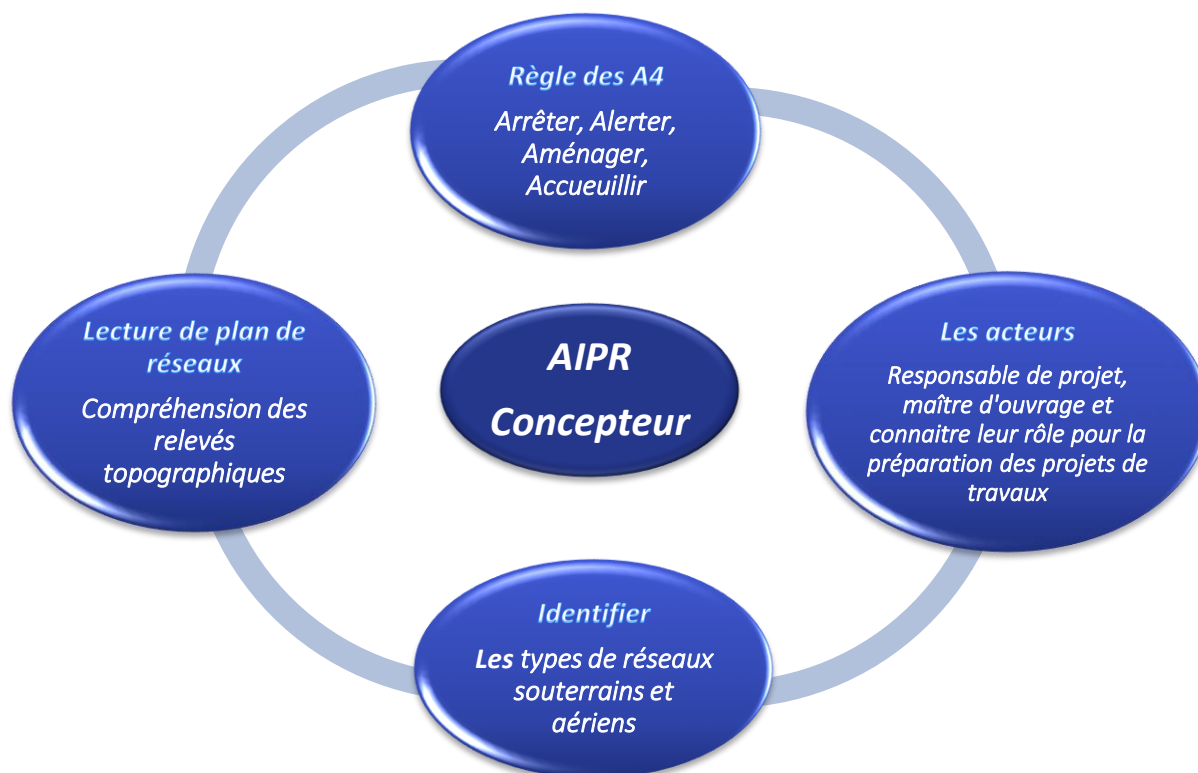 Règle des A4
Arrêter, Alerter,
Aménager,
Accueuillir
Lecture de plan de
réseaux
Compréhension des
relevés
topographiques
AIPR
Concepteur
Les acteurs
Responsable de projet,
maître d'ouvrage et
connaitre leur rôle pour la
préparation des projets de
travaux
Identifier
Les types de réseaux
souterrains et
aériens